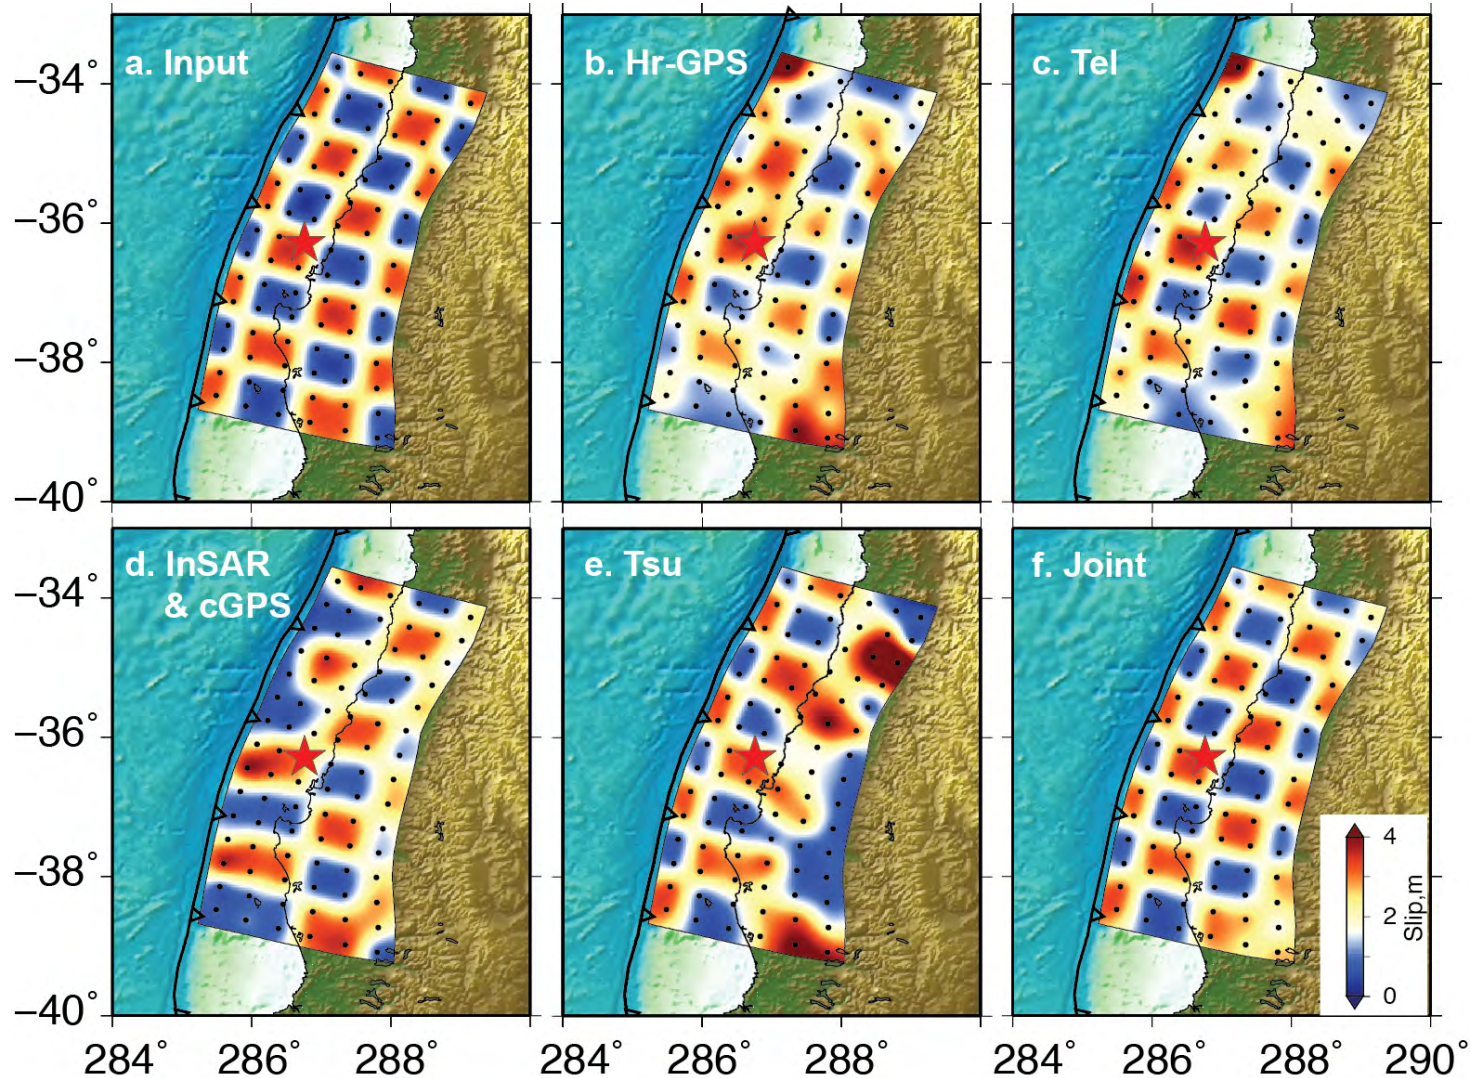 a. Input
b. Hr-GPS
c. Tel
−34°
−36°
−38°
−40°
d. InSAR
& cGPS
e. Tsu
f. Joint
−34°
−36°
−38°
−40°
4
2
0
Slip,m
284° 286° 288° 284° 286° 288° 284° 286° 288° 290°